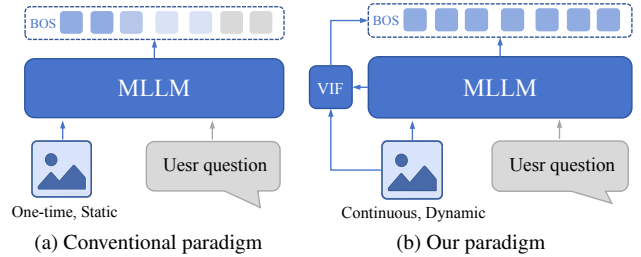 BOS
MLLM
Uesr question
One-time, Static
(a) Conventional paradigm
BOS
VIF
MLLM
Uesr question
Continuous, Dynamic
(b) Our paradigm